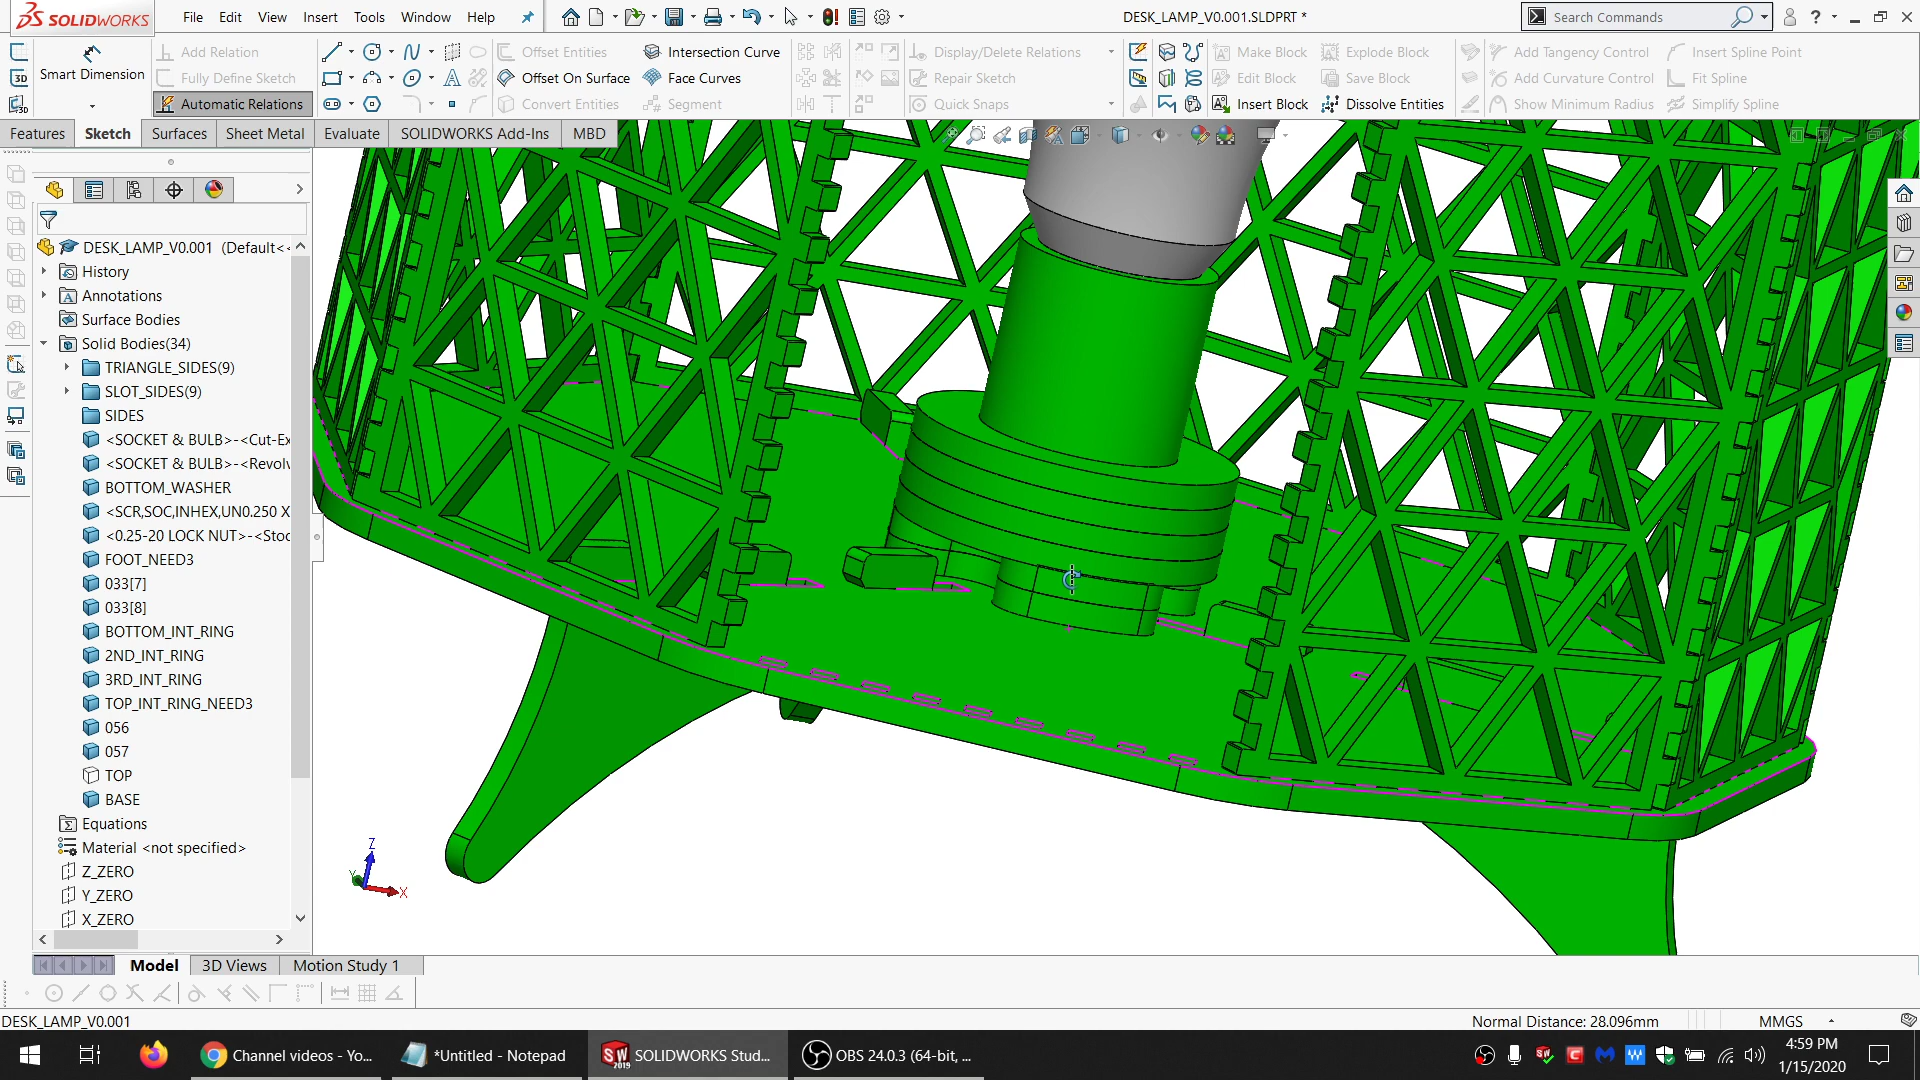 SOLIDWORKS
File Edit View Insert Tools Window Help
DESK_LAMP_V0.001.SLDPRT *
Search Commands
Smart Dimension
Add Relation
Fully Define Sketch
Automatic Relations
Offset Entities
Offset On Surface
Convert Entities
Intersection Curve
Face Curves
Segment
Display/Delete Relations
Repair Sketch
Quick Snaps
Make Block
Edit Block
Insert Block
Explode Block
Save Block
Dissolve Entities
Add Tangency Control
Add Curvature Control
Show Minimum Radius
Insert Spline Point
Fit Spline
Simplify Spline
Features Sketch Surfaces Sheet Metal Evaluate SOLIDWORKS Add-Ins MBD
DESK_LAMP_V0.001 (Default<<
History
Annotations
Surface Bodies
Solid Bodies(34)
TRIANGLE_SIDES(9)
SLOT_SIDES(9)
SIDES
<SOCKET & BULB>-<Cut-Ex
<SOCKET & BULB>-<Revolv
BOTTOM_WASHER
<SCR,SOC,INHEX,UN0.250 X
<0.25-20 LOCK NUT>-<Stoc
FOOT_NEED3
033[7]
033[8]
BOTTOM_INT_RING
2ND_INT_RING
3RD_INT_RING
TOP_INT_RING_NEED3
056
057
TOP
BASE
Equations
Material <not specified>
Z_ZERO
Y_ZERO
X_ZERO
Z
Y
X
Model 3D Views Motion Study 1
DESK_LAMP_V0.001
Normal Distance: 28.096mm
MMGS
Channel videos - Yo...
*Untitled - Notepad
SOLIDWORKS Stud...
OBS 24.0.3 (64-bit, ...
4:59 PM
1/15/2020